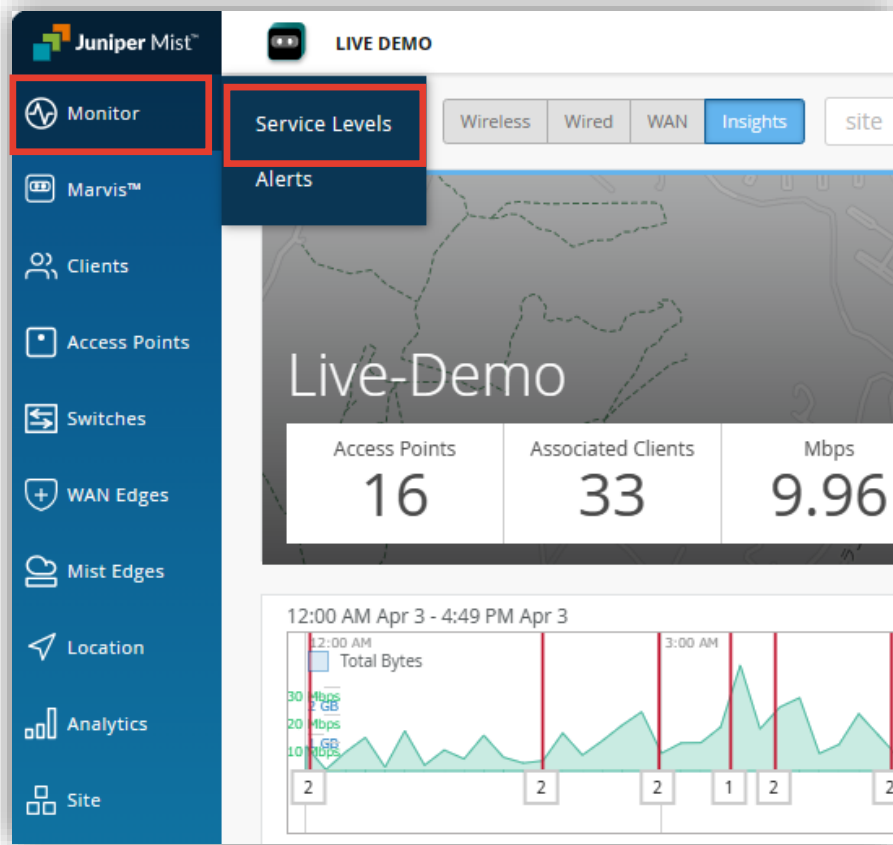 Juniper Mist™
LIVE DEMO
Monitor
Service Levels
Wireless
Wired
WAN
Insights
site
Marvis™
Alerts
Clients
Access Points
Live-Demo
Switches
Access Points
Associated Clients
Mbps
16
33
9.96
WAN Edges
Mist Edges
12:00 AM Apr 3 - 4:49 PM Apr 3
Location
12:00 AM
3:00 AM
Total Bytes
30 Mbps
2 GB
20 Mbps
1 GB
10 Mbps
Analytics
2
2
2
1
2
2
Site